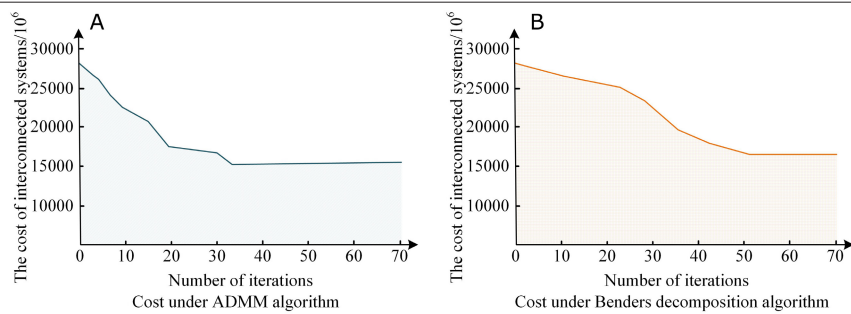 A
The cost of interconnected systems/10^6
30000
25000
20000
15000
10000
0 10 20 30 40 50 60 70
Number of iterations
Cost under ADMM algorithm
B
The cost of interconnected systems/10^6
30000
25000
20000
15000
10000
0 10 20 30 40 50 60 70
Number of iterations
Cost under Benders decomposition algorithm